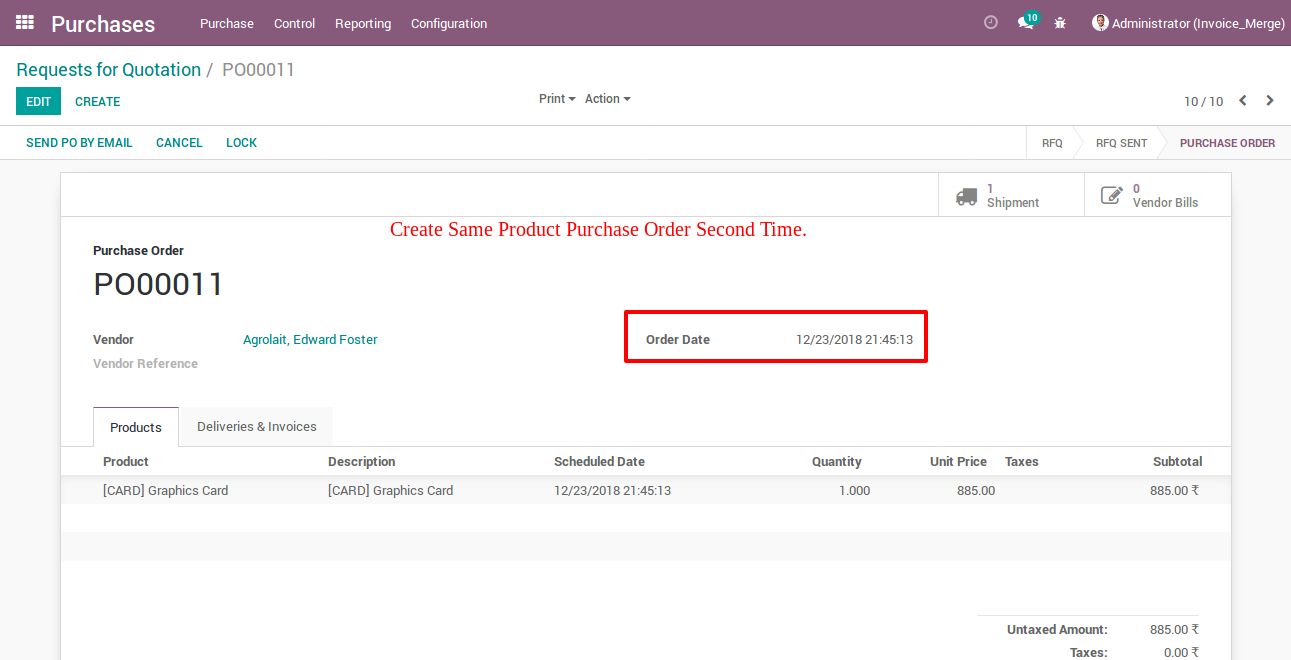 Purchases Purchase Control Reporting Configuration 10 Administrator (Invoice_Merge)
Requests for Quotation / PO00011
EDIT CREATE Print Action 10 / 10
SEND PO BY EMAIL CANCEL LOCK RFQ RFQ SENT PURCHASE ORDER
1 Shipment 0 Vendor Bills
Create Same Product Purchase Order Second Time.
Purchase Order
PO00011
Vendor Agrolait, Edward Foster Order Date 12/23/2018 21:45:13
Vendor Reference
Products Deliveries & Invoices
Product Description Scheduled Date Quantity Unit Price Taxes Subtotal
[CARD] Graphics Card [CARD] Graphics Card 12/23/2018 21:45:13 1.000 885.00 885.00 ₹
Untaxed Amount: 885.00 ₹
Taxes: 0.00 ₹